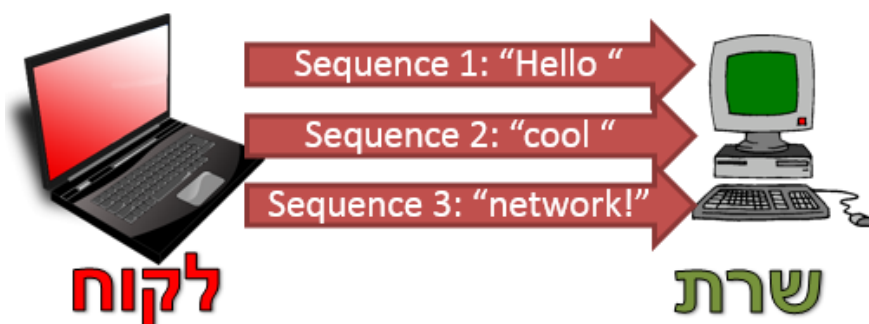 Sequence 1: “Hello “
Sequence 2: “cool “
Sequence 3: “network!”
לקוח
שרת